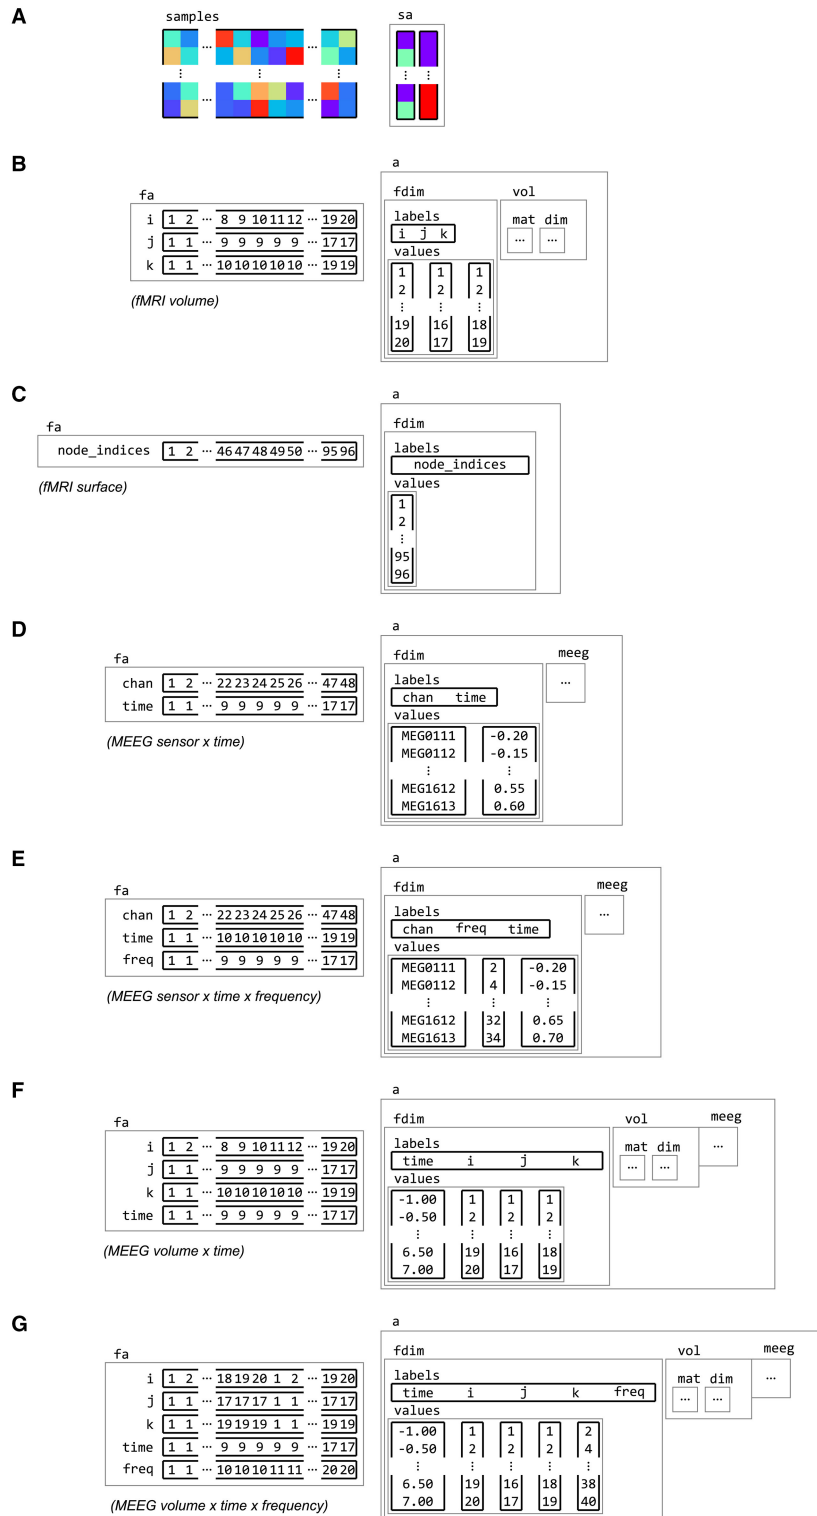 A
samples
sa
... ...
⋮ ⋮ ⋮ ⋮ ⋮
... ...
B
a
fa
fdim vol
i 1 2 ... 8 9 10 11 12 ... 19 20
labels mat dim
j 1 1 ... 9 9 9 9 9 ... 17 17
i j k ... ...
k 1 1 ... 10 10 10 10 10 ... 19 19
values
(fMRI volume)
1 1 1
2 2 2
⋮ ⋮ ⋮
19 16 18
20 17 19
C
a
fa
fdim
node_indices 1 2 ... 46 47 48 49 50 ... 95 96
labels
node_indices
(fMRI surface)
values
1
2
⋮
95
96
D
a
fa
fdim meeg
chan 1 2 ... 22 23 24 25 26 ... 47 48
labels ...
time 1 1 ... 9 9 9 9 9 ... 17 17
chan time
values
(MEEG sensor x time)
MEG0111 -0.20
MEG0112 -0.15
⋮ ⋮
MEG1612 0.55
MEG1613 0.60
E
a
fa
fdim meeg
chan 1 2 ... 22 23 24 25 26 ... 47 48
labels ...
time 1 1 ... 10 10 10 10 10 ... 19 19
chan freq time
freq 1 1 ... 9 9 9 9 9 ... 17 17
values
(MEEG sensor x time x frequency)
MEG0111 2 -0.20
MEG0112 4 -0.15
⋮ ⋮ ⋮
MEG1612 32 0.65
MEG1613 34 0.70
F
a
fa
fdim vol meeg
i 1 2 ... 8 9 10 11 12 ... 19 20
labels mat dim ...
j 1 1 ... 9 9 9 9 9 ... 17 17
time i j k ... ...
k 1 1 ... 10 10 10 10 10 ... 19 19
values
time 1 1 ... 9 9 9 9 9 ... 17 17
(MEEG volume x time)
-1.00 1 1 1
-0.50 2 2 2
⋮ ⋮ ⋮ ⋮
6.50 19 16 18
7.00 20 17 19
G
a
fa
fdim vol meeg
i 1 2 ... 18 19 20 1 2 ... 19 20
labels mat dim ...
j 1 1 ... 17 17 17 1 1 ... 17 17
time i j k freq ... ...
k 1 1 ... 19 19 19 1 1 ... 19 19
values
time 1 1 ... 9 9 9 9 9 ... 17 17
freq 1 1 ... 10 10 10 11 11 ... 20 20
(MEEG volume x time x frequency)
-1.00 1 1 1 2
-0.50 2 2 2 4
⋮ ⋮ ⋮ ⋮ ⋮
6.50 19 16 18 38
7.00 20 17 19 40